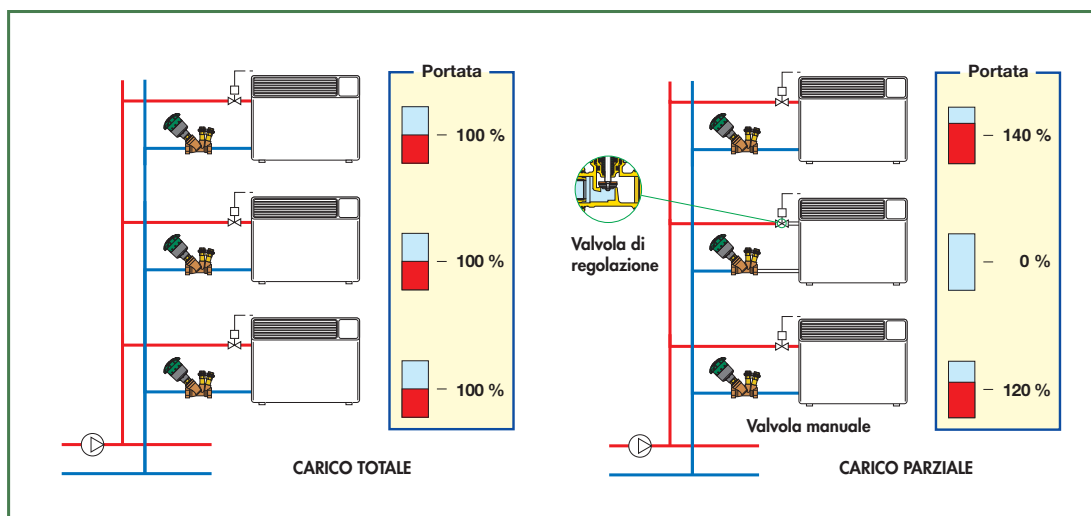 Portata
100 %
100 %
100 %
CARICO TOTALE
Portata
140 %
Valvola di
regolazione
0 %
120 %
Valvola manuale
CARICO PARZIALE